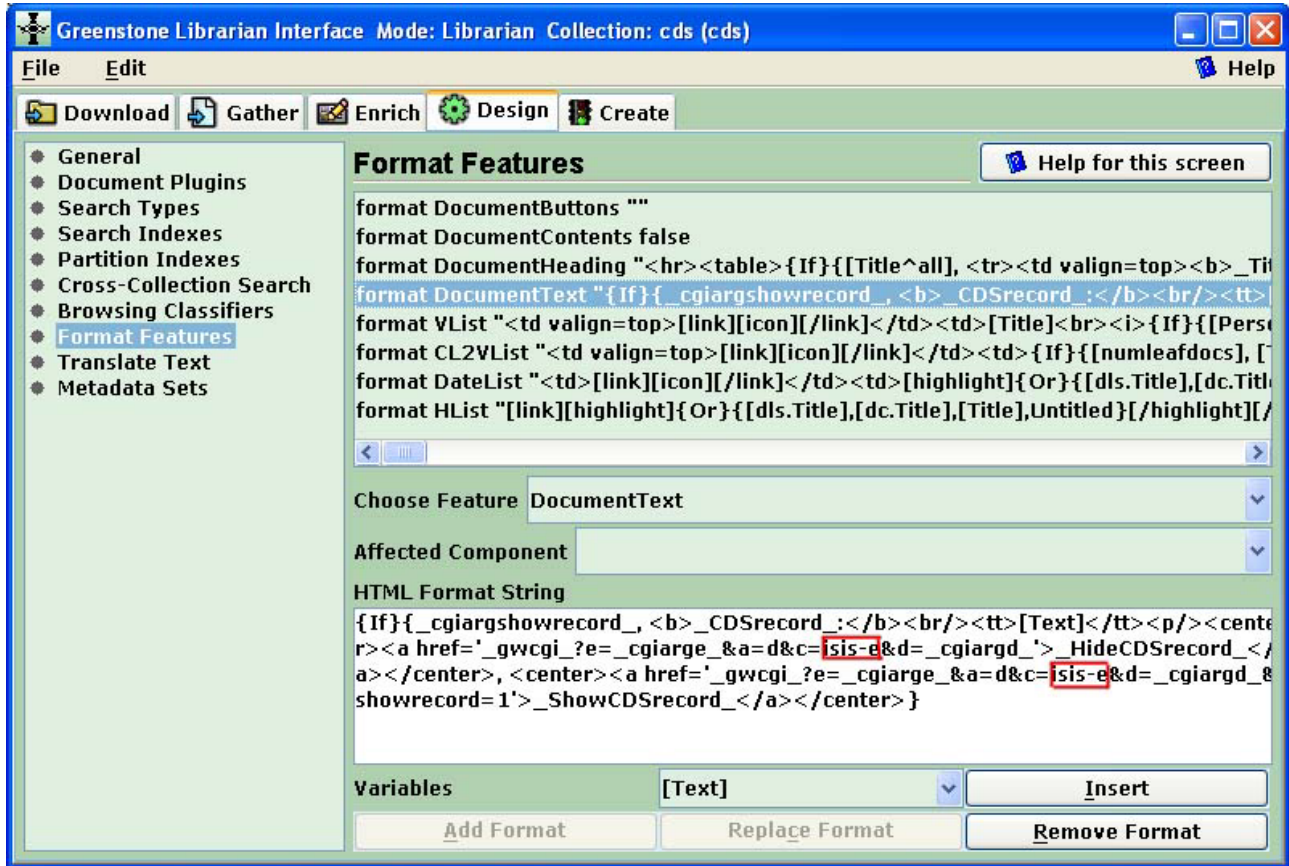 Greenstone Librarian Interface Mode: Librarian Collection: cds (cds)
File Edit Help
Download Gather Enrich Design Create
General
Document Plugins
Search Types
Search Indexes
Partition Indexes
Cross-Collection Search
Browsing Classifiers
Format Features
Translate Text
Metadata Sets
Format Features
Help for this screen
format DocumentButtons ""
format DocumentContents false
format DocumentHeading "<hr><table>{If}{[Title^all], <tr><td valign=top><b>_Tit
format DocumentText "{If}{_cgiargshowrecord_, <b>_CDSrecord_:</b><br/><tt>[
format VList "<td valign=top>[link][icon][/link]</td><td>[Title]<br><i>{If}{[Perso
format CL2VList "<td valign=top>[link][icon][/link]</td><td>{If}{[numleafdocs], [T
format DateList "<td>[link][icon][/link]</td><td>[highlight]{Or}{[dls.Title],[dc.Titl
format HList "[link][highlight]{Or}{[dls.Title],[dc.Title],[Title],Untitled}[/highlight][/
Choose Feature DocumentText
Affected Component
HTML Format String
{If}{_cgiargshowrecord_, <b>_CDSrecord_:</b><br/><tt>[Text]</tt><p/><cente
r><a href='_gwcgi_?e=_cgiarge_&a=d&c=isis-e&d=_cgiargd_'>_HideCDSrecord_</
a></center>, <center><a href='_gwcgi_?e=_cgiarge_&a=d&c=isis-e&d=_cgiargd_&
showrecord=1'>_ShowCDSrecord_</a></center>}
Variables [Text] Insert
Add Format Replace Format Remove Format